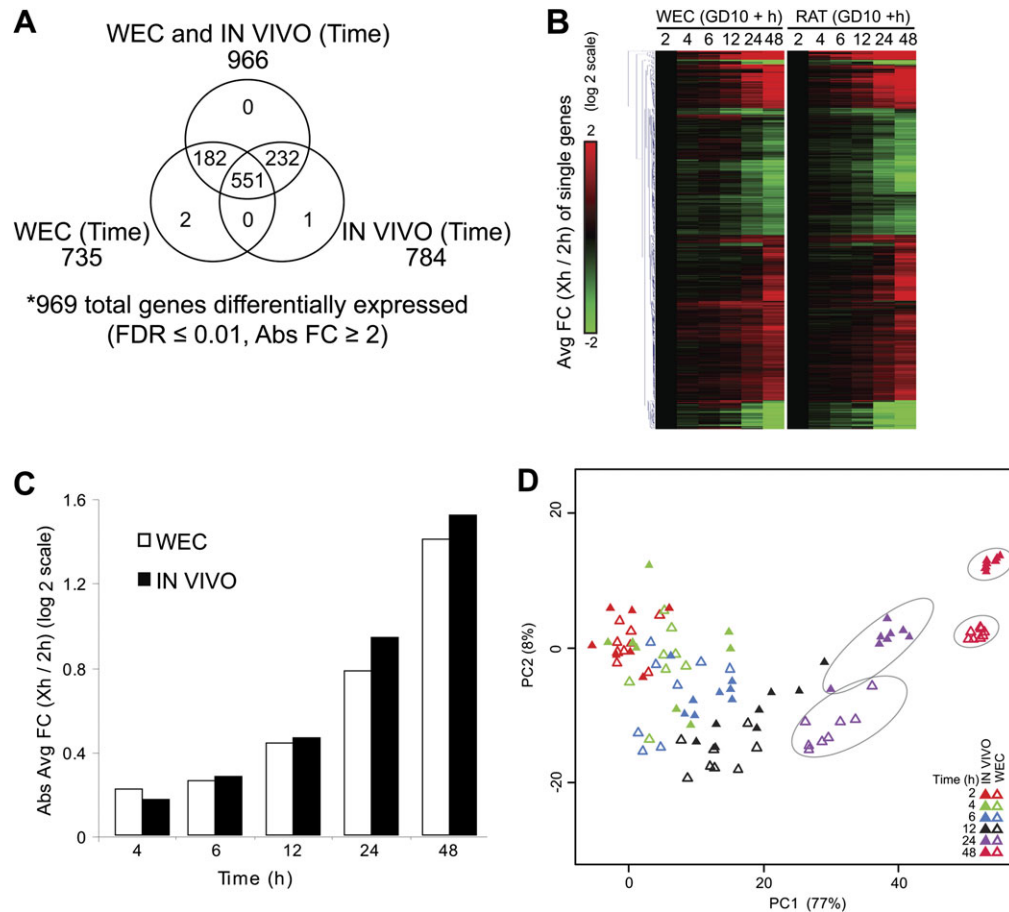 A
WEC and IN VIVO (Time)
966
0
182
232
551
2
0
1
WEC (Time)
735
IN VIVO (Time)
784
*969 total genes differentially expressed
(FDR ≤ 0.01, Abs FC ≥ 2)
B
WEC (GD10 + h)
RAT (GD10 +h)
2 4 6 12 24 48
2 4 6 12 24 48
Avg FC (Xh / 2h) of single genes
(log 2 scale)
2
-2
C
Abs Avg FC (Xh / 2h) (log 2 scale)
1.6
1.2
0.8
0.4
0
WEC
IN VIVO
4 6 12 24 48
Time (h)
D
PC2 (8%)
20
0
-20
0 20 40
PC1 (77%)
Time (h)
IN VIVO
WEC
2
4
6
12
24
48